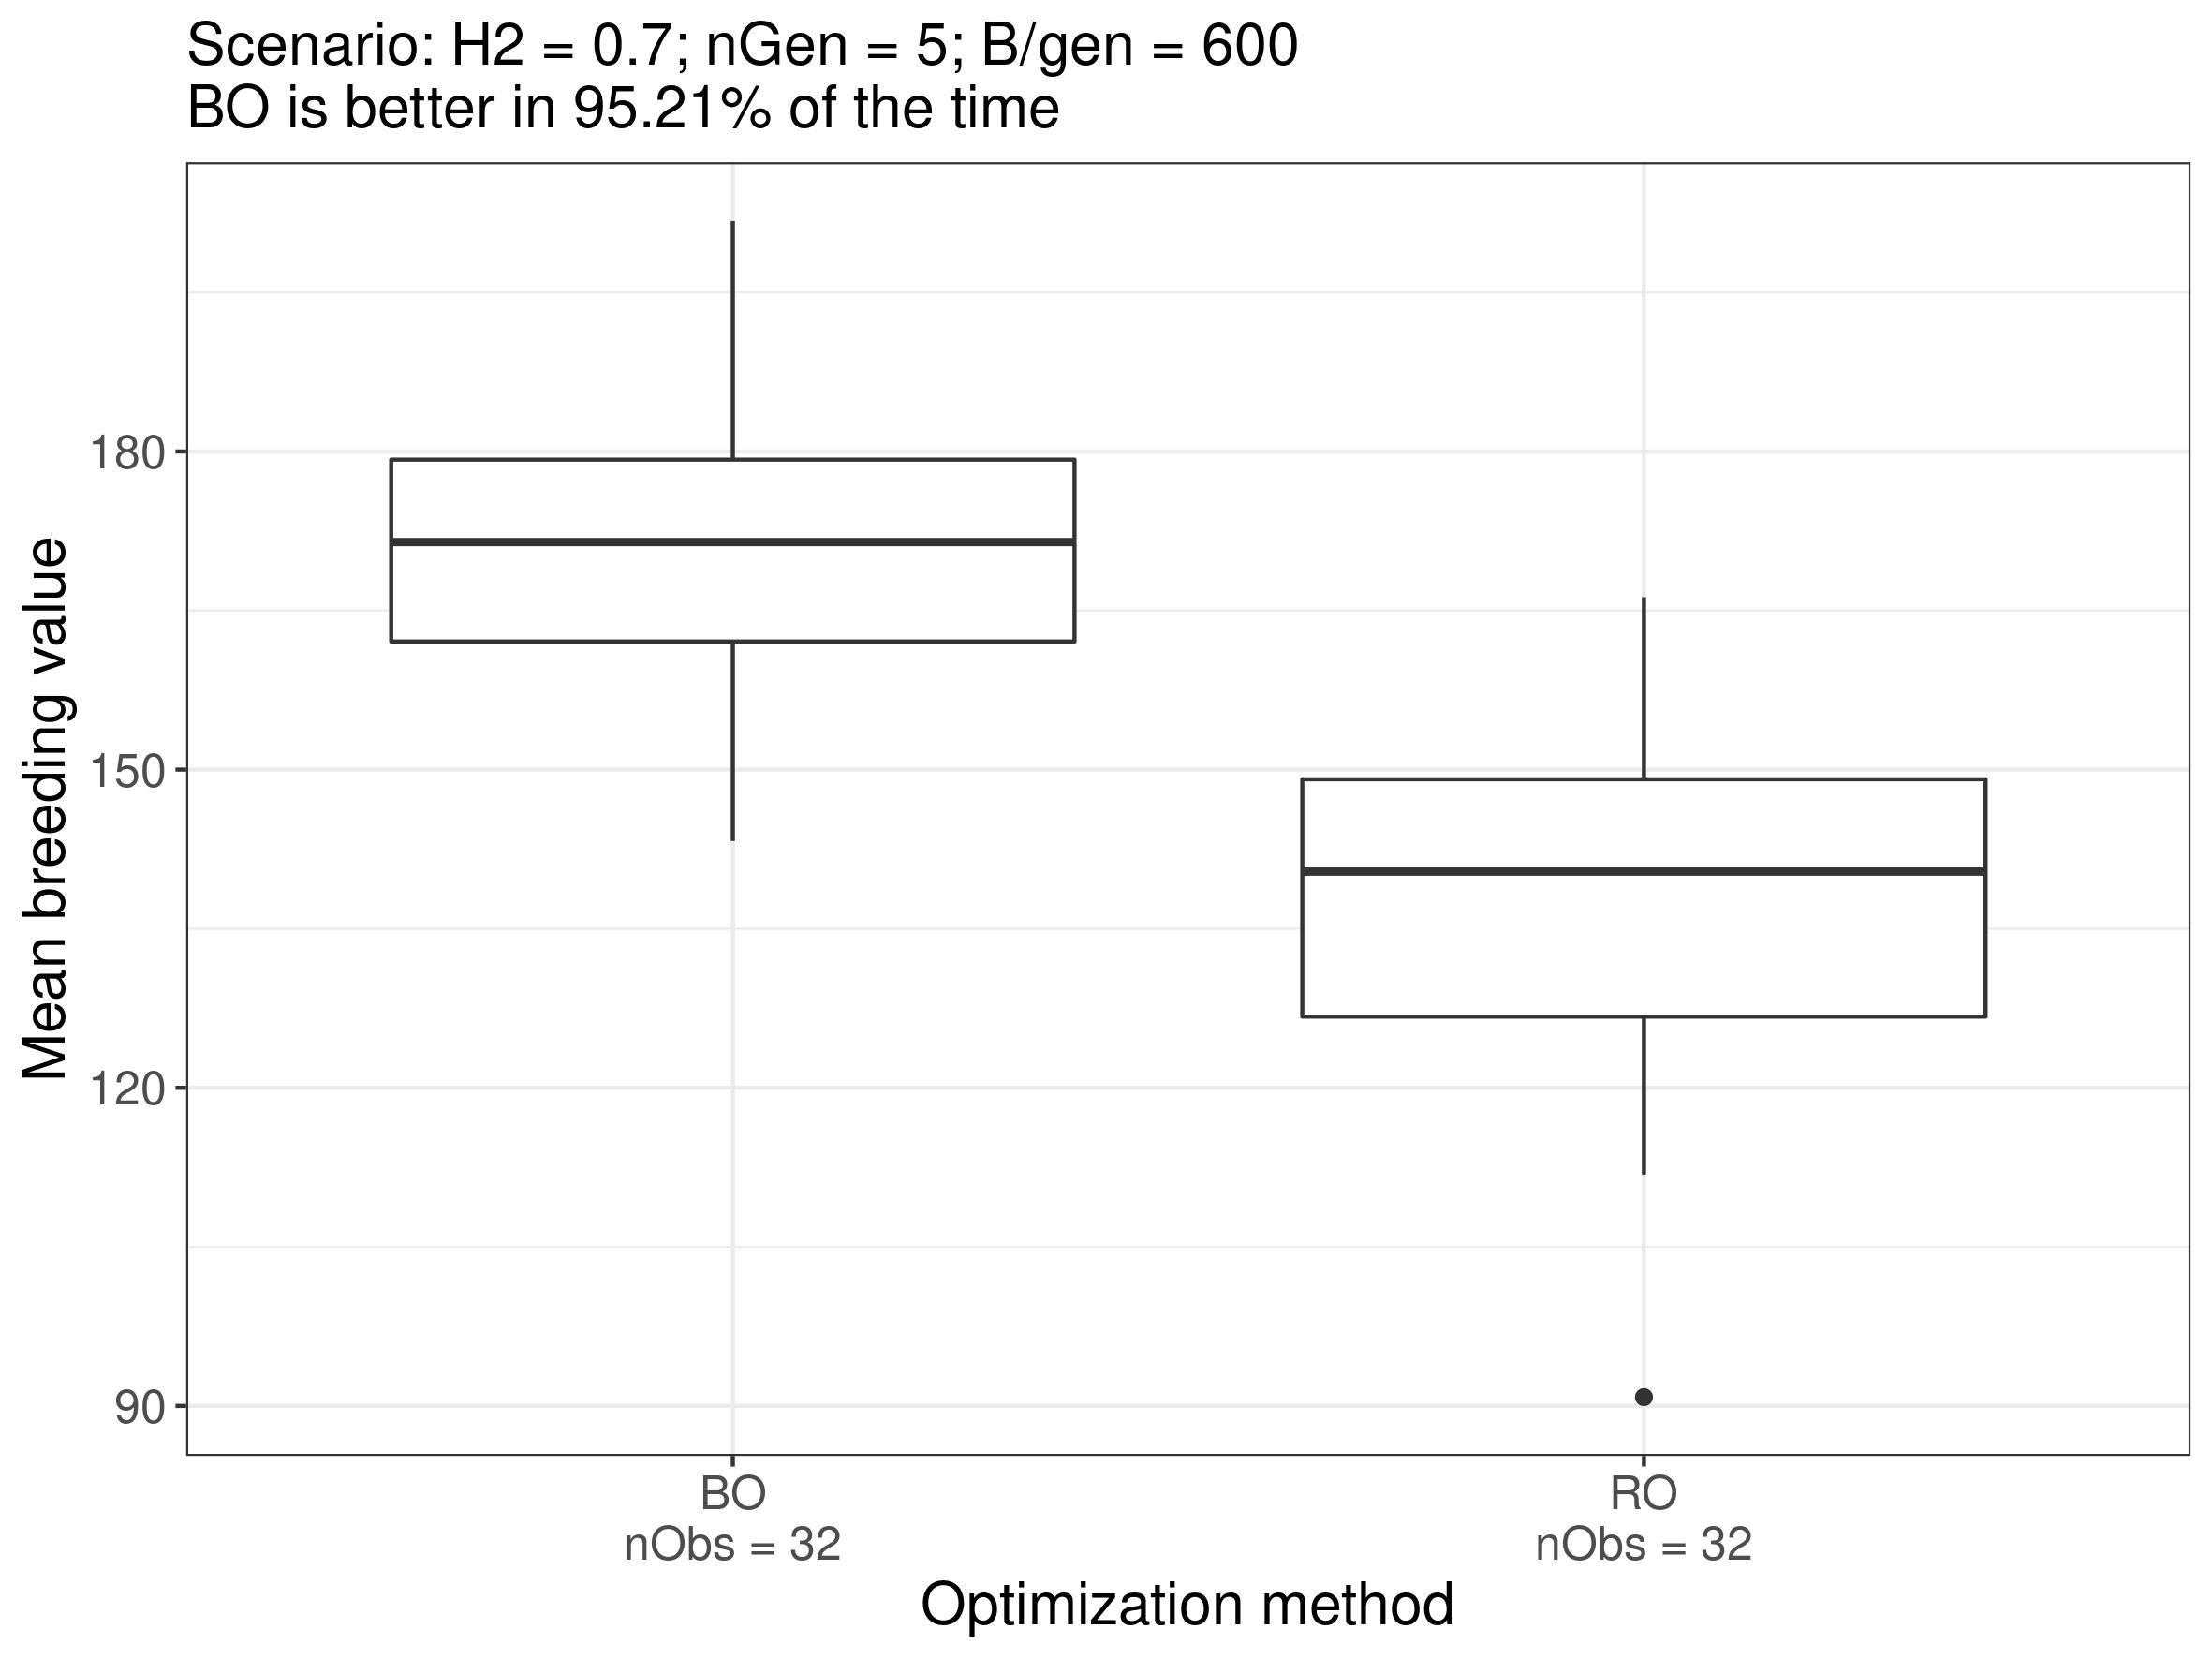 Scenario: H2 = 0.7; nGen = 5; B/gen = 600
BO is better in 95.21% of the time
Mean breeding value
180
150
120
90
BO
nObs = 32
RO
nObs = 32
Optimization method